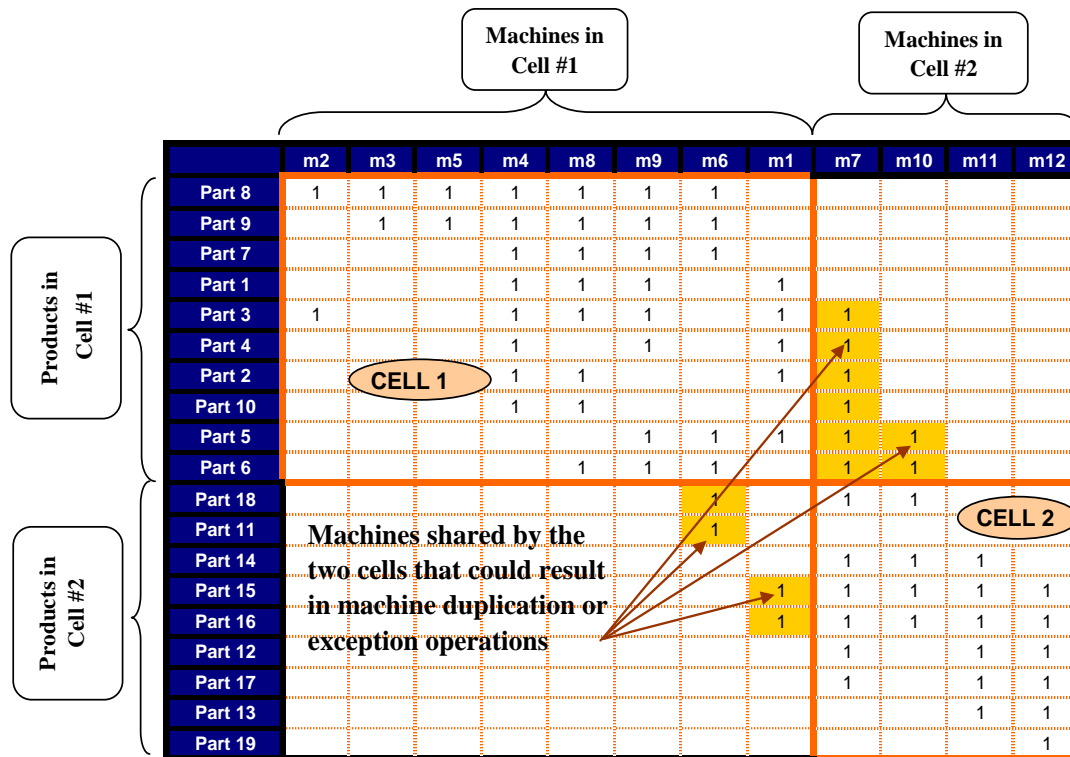 Machines in
Cell #1
Machines in
Cell #2
m2 m3 m5 m4 m8 m9 m6 m1 m7 m10 m11 m12
Products in
Cell #1
Part 8 1 1 1 1 1 1 1
Part 9 1 1 1 1 1 1
Part 7 1 1 1 1
Part 1 1 1 1 1
Part 3 1 1 1 1 1 1
Part 4 1 1 1 1
Part 2 1 1 1 1
CELL 1
Part 10 1 1 1
Part 5 1 1 1 1 1
Part 6 1 1 1 1 1
Products in
Cell #2
Part 18 1 1 1
Part 11 1
CELL 2
Part 14 1 1 1
Part 15 1 1 1 1 1
Part 16 1 1 1 1 1
Part 12 1 1 1
Part 17 1 1 1
Part 13 1 1
Part 19 1
Machines shared by the
two cells that could result
in machine duplication or
exception operations